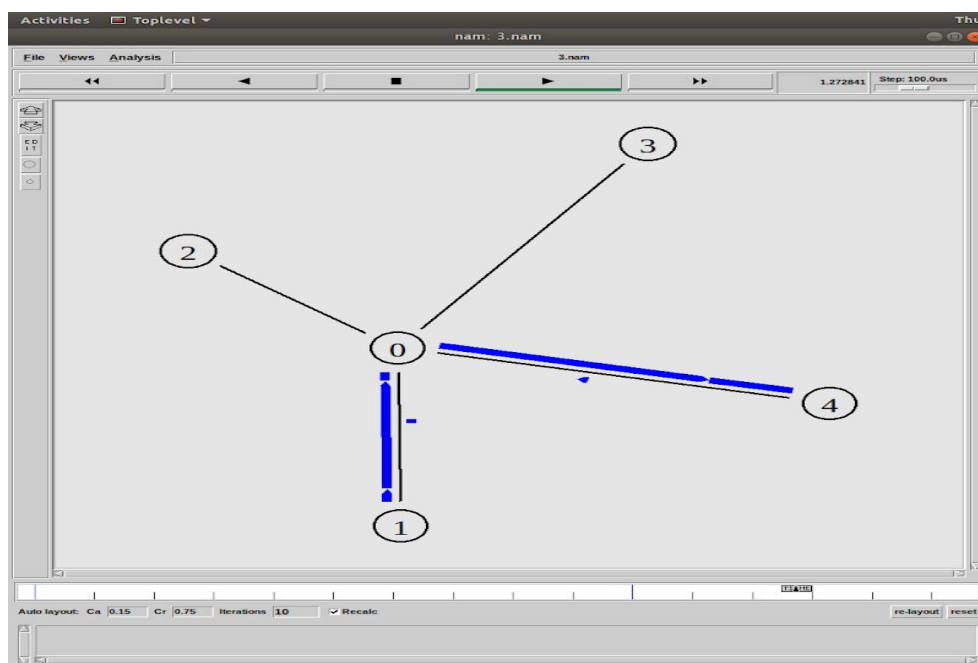 Activities Toplevel Thu
nam: 3.nam
File Views Analysis 3.nam
1.272841 Step: 100.0us
E D
I T
3
2
0
4
1
Auto layout: Ca 0.15 Cr 0.75 Iterations 10 Recalc re-layout reset